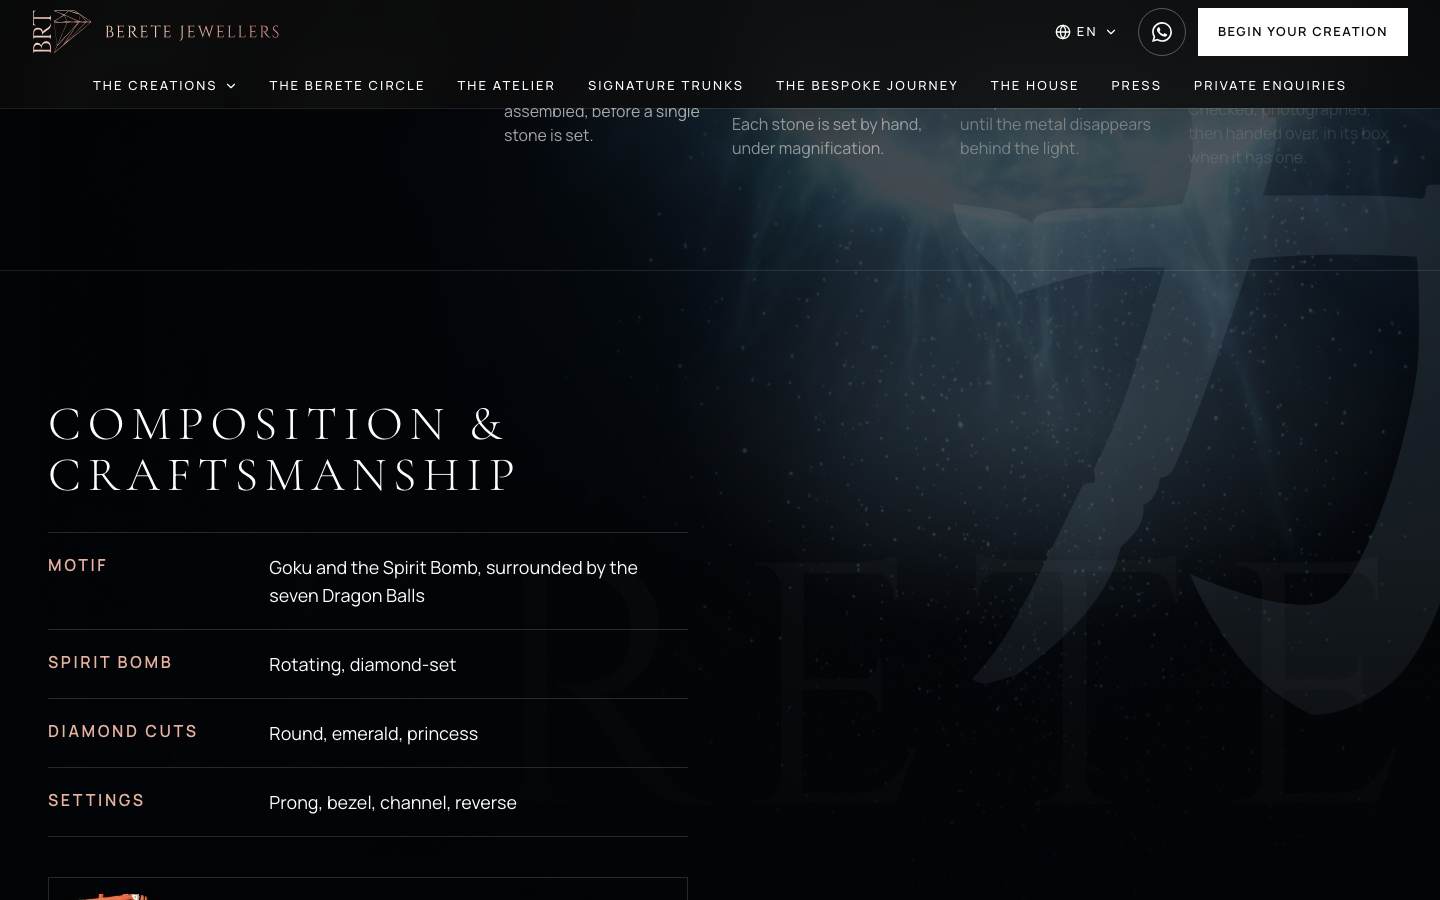 BRT
BERETE JEWELLERS
EN
BEGIN YOUR CREATION
THE CREATIONS
THE BERETE CIRCLE
THE ATELIER
SIGNATURE TRUNKS
THE BESPOKE JOURNEY
THE HOUSE
PRESS
PRIVATE ENQUIRIES
assembled, before a single
stone is set.
Each stone is set by hand,
under magnification.
until the metal disappears
behind the light.
Checked, photographed,
then handed over, in its box
when it has one.
COMPOSITION &
CRAFTSMANSHIP
MOTIF
Goku and the Spirit Bomb, surrounded by the
seven Dragon Balls
SPIRIT BOMB
Rotating, diamond-set
DIAMOND CUTS
Round, emerald, princess
SETTINGS
Prong, bezel, channel, reverse
RETE